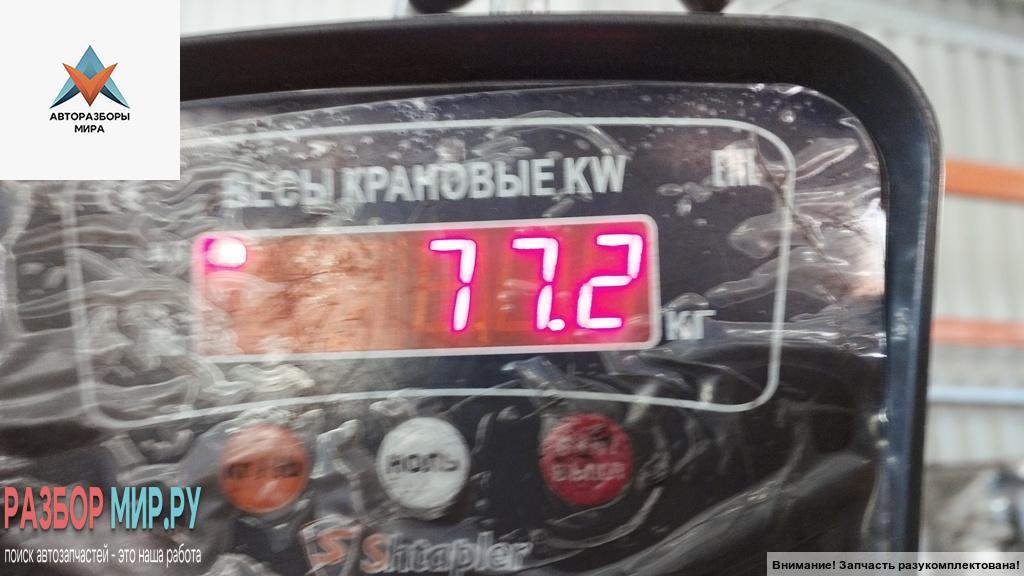 АВТОРАЗБОРЫ
МИРА
ВЕСЫ КРАНОВЫЕ KW
77.2
кг
НОЛЬ
ВЫКЛ
Shtapler
РАЗБОР МИР.РУ
поиск автозапчастей - это наша работа
Внимание! Запчасть разукомплектована!